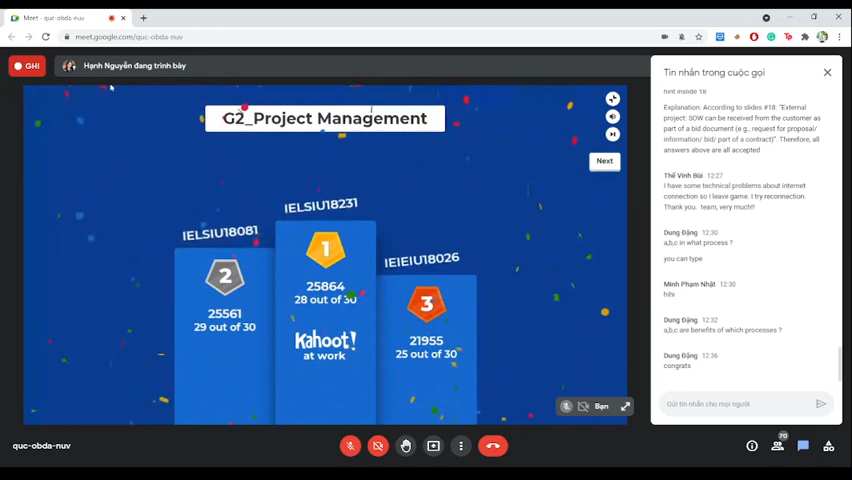 Meet - quc-obda-nuv
meet.google.com/quc-obda-nuv
GHI
Hạnh Nguyễn đang trình bày
G2_Project Management
Next
IELSIU18081
2
25561
29 out of 30
IELSIU18231
1
25864
28 out of 30
Kahoot!
at work
IEIEIU18026
3
21955
25 out of 30
Bạn
Tin nhắn trong cuộc gọi
hint inside 18
Explanation: According to slides #18: "External
project: SOW can be received from the customer as
part of a bid document (e.g., request for proposal/
information/ bid/ part of a contract)". Therefore, all
answers above are all accepted
Thế Vinh Bùi 12:27
I have some technical problems about internet
connection so I leave game. I try reconnection.
Thank you. team, very much!!
Dung Đặng 12:30
a,b,c in what process ?
you can type
Minh Phạm Nhật 12:30
hihi
Dung Đặng 12:32
a,b,c are benefits of which processes ?
Dung Đặng 12:36
congrats
Gửi tin nhắn cho mọi người
quc-obda-nuv
70